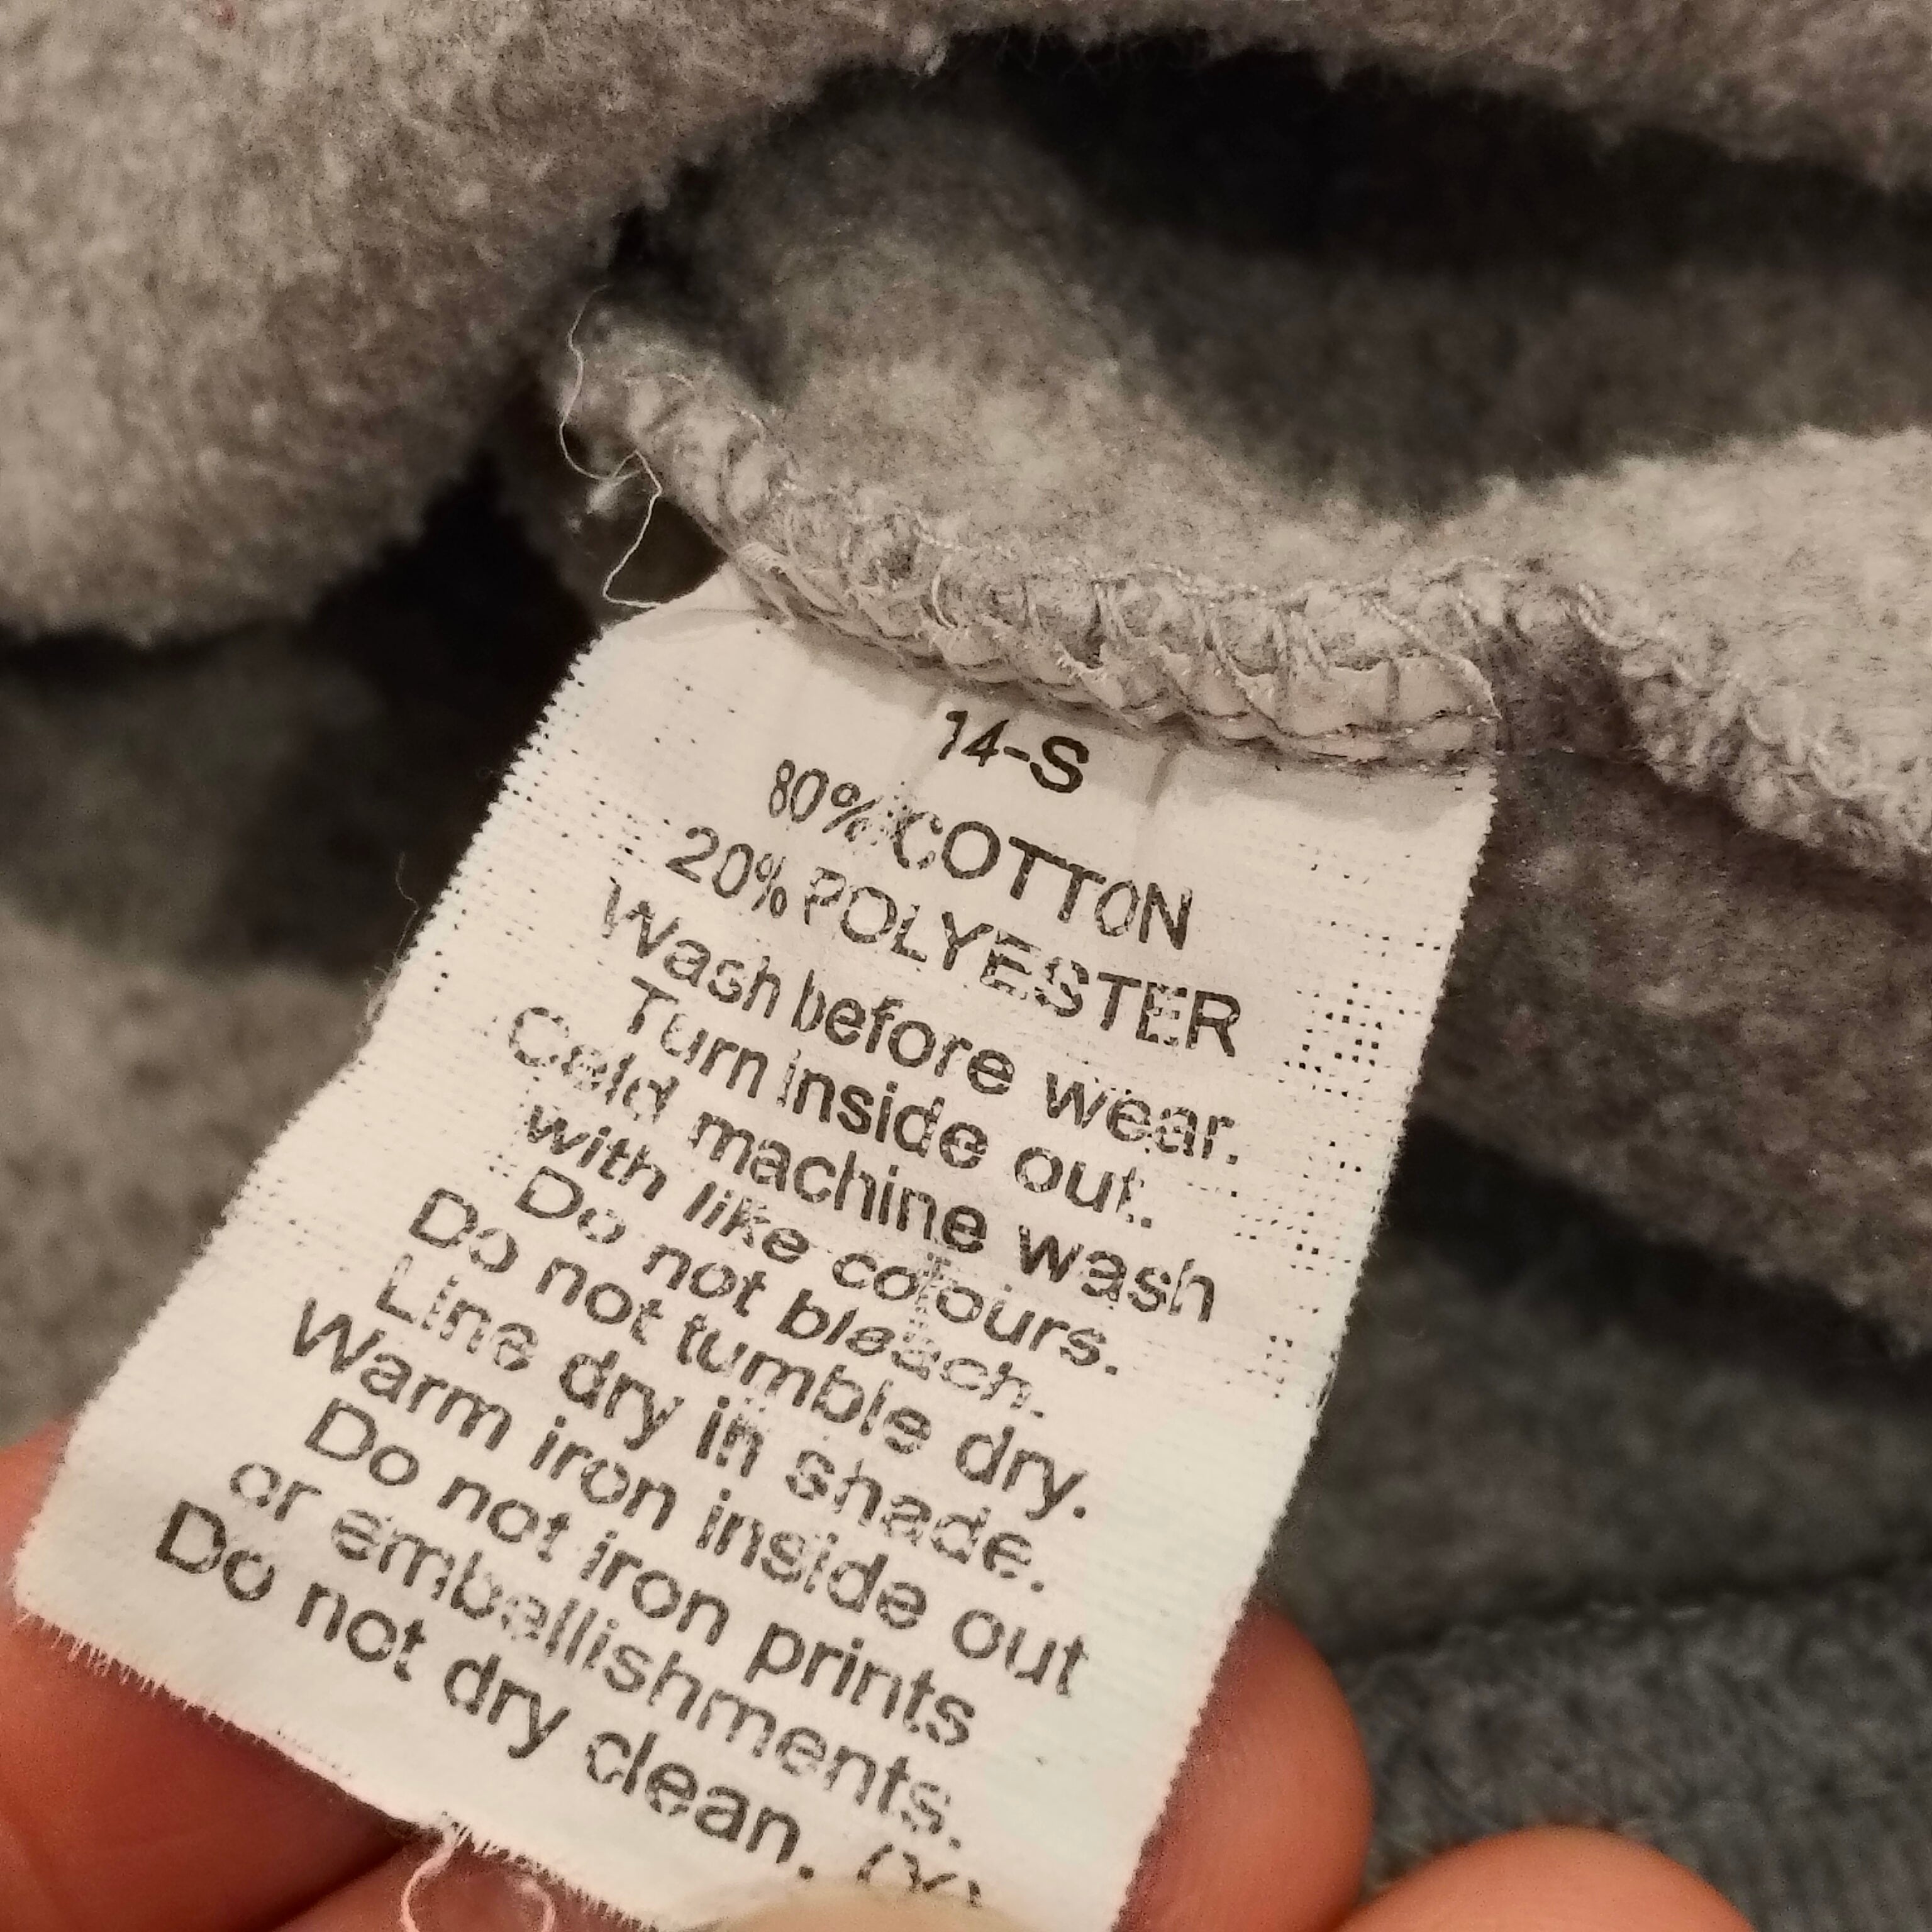 14-S
80% COTTON
20% POLYESTER
Wash before wear.
Turn inside out.
Cold machine wash
with like colours.
Do not bleach.
Do not tumble dry.
Line dry in shade.
Warm iron inside out
Do not iron prints
or embellishments.
Do not dry clean.